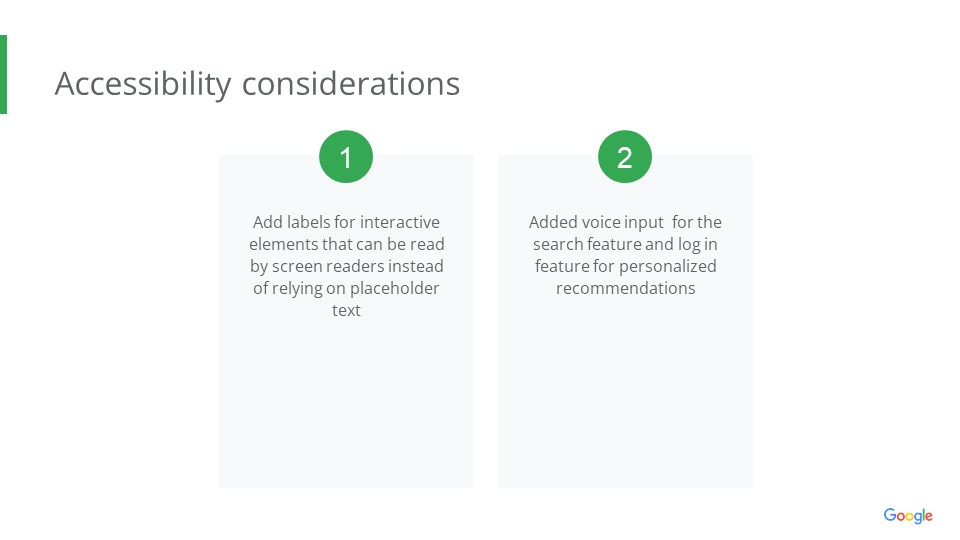 Accessibility considerations
1
Add labels for interactive
elements that can be read
by screen readers instead
of relying on placeholder
text
2
Added voice input  for the
search feature and log in
feature for personalized
recommendations
Google